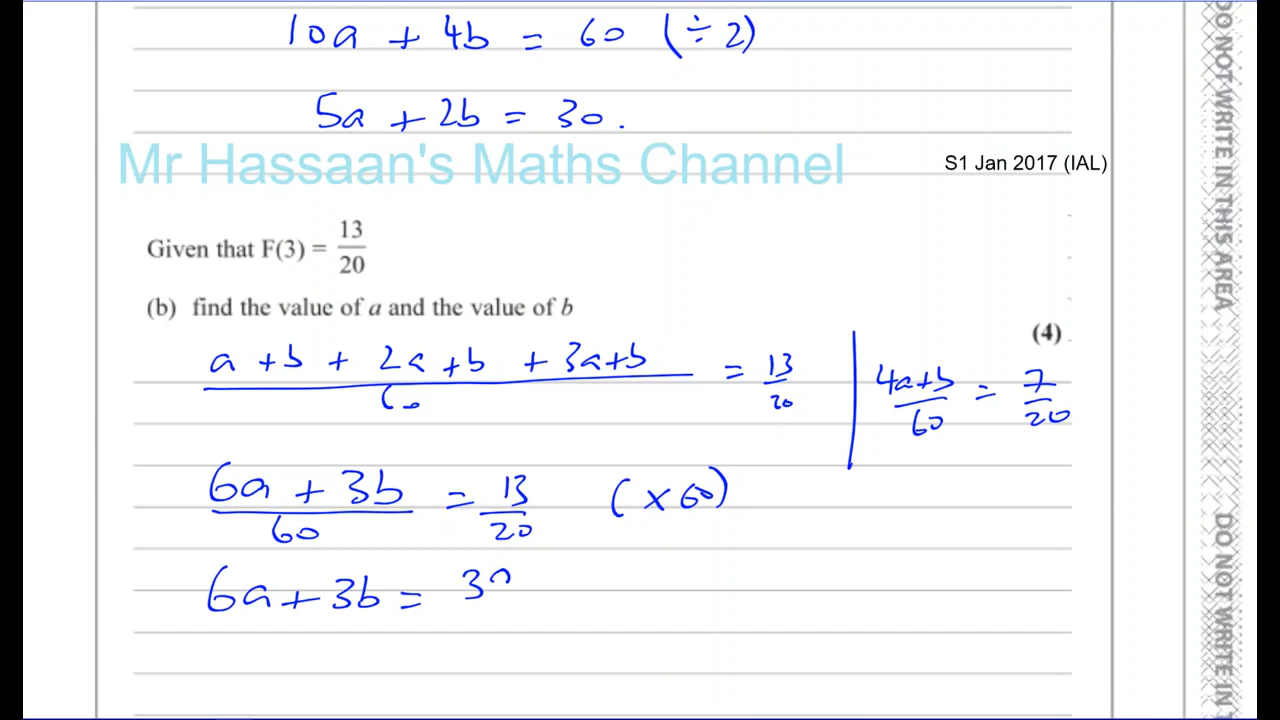 10a + 4b = 60 (÷2)
5a + 2b = 30.
Mr Hassaan's Maths Channel
S1 Jan 2017 (IAL)
Given that F(3) = 13/20
(b) find the value of a and the value of b
(4)
a + b + 2a + b + 3a + b / 60 = 13/20
4a+b / 60 = 7/20
6a + 3b / 60 = 13/20 (×60)
6a + 3b = 39
DO NOT WRITE IN THIS AREA
DO NOT WRITE IN